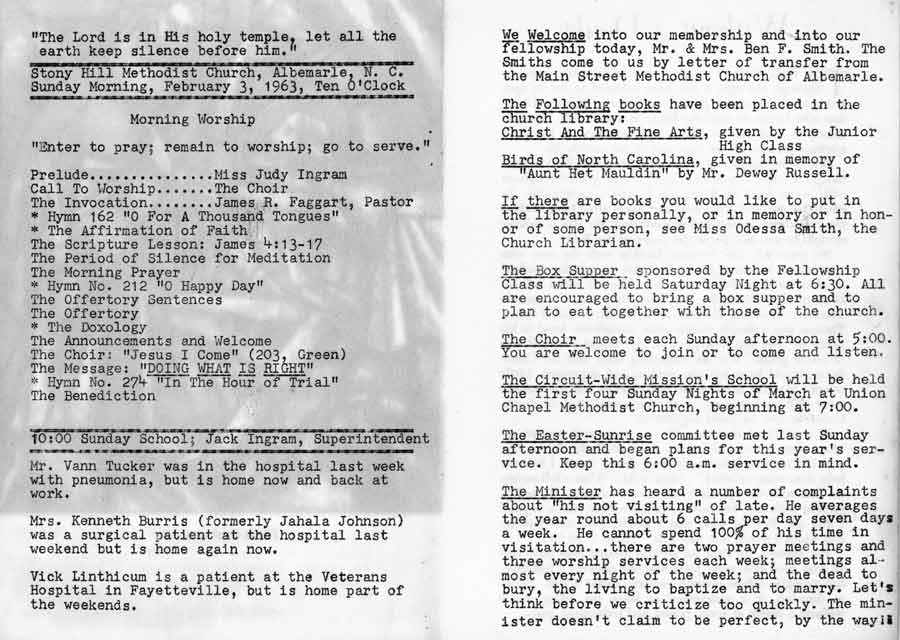 "The Lord is in His holy temple, let all the
earth keep silence before him."
Stony Hill Methodist Church, Albemarle, N. C.
Sunday Morning, February 3, 1963, Ten O'Clock
Morning Worship
"Enter to pray; remain to worship; go to serve."
Prelude...............Miss Judy Ingram
Call To Worship.......The Choir
The Invocation........James R. Faggart, Pastor
* Hymn 162 "O For A Thousand Tongues"
* The Affirmation of Faith
The Scripture Lesson: James 4:13-17
The Period of Silence for Meditation
The Morning Prayer
* Hymn No. 212 "O Happy Day"
The Offertory Sentences
The Offertory
* The Doxology
The Announcements and Welcome
The Choir: "Jesus I Come" (203, Green)
The Message: "DOING WHAT IS RIGHT"
* Hymn No. 274 "In The Hour of Trial"
The Benediction
10:00 Sunday School; Jack Ingram, Superintendent
Mr. Vann Tucker was in the hospital last week
with pneumonia, but is home now and back at
work.
Mrs. Kenneth Burris (formerly Jahala Johnson)
was a surgical patient at the hospital last
weekend but is home again now.
Vick Linthicum is a patient at the Veterans
Hospital in Fayetteville, but is home part of
the weekends.
We Welcome into our membership and into our
fellowship today, Mr. & Mrs. Ben F. Smith. The
Smiths come to us by letter of transfer from
the Main Street Methodist Church of Albemarle.
The Following books have been placed in the
church library:
Christ And The Fine Arts, given by the Junior
High Class
Birds of North Carolina, given in memory of
"Aunt Het Mauldin" by Mr. Dewey Russell.
If there are books you would like to put in
the library personally, or in memory or in hon-
or of some person, see Miss Odessa Smith, the
Church Librarian.
The Box Supper sponsored by the Fellowship
Class will be held Saturday Night at 6:30. All
are encouraged to bring a box supper and to
plan to eat together with those of the church.
The Choir meets each Sunday afternoon at 5:00.
You are welcome to join or to come and listen.
The Circuit-Wide Mission's School will be held
the first four Sunday Nights of March at Union
Chapel Methodist Church, beginning at 7:00.
The Easter-Sunrise committee met last Sunday
afternoon and began plans for this year's ser-
vice. Keep this 6:00 a.m. service in mind.
The Minister has heard a number of complaints
about "his not visiting" of late. He averages
the year round about 6 calls per day seven days
a week. He cannot spend 100% of his time in
visitation...there are two prayer meetings and
three worship services each week; meetings al-
most every night of the week; and the dead to
bury, the living to baptize and to marry. Let's
think before we criticize too quickly. The min-
ister doesn't claim to be perfect, by the way!!